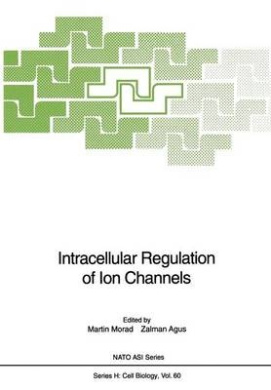 Intracellular Regulation
of Ion Channels
Edited by
Martin Morad Zalman Agus
NATO ASI Series
Series H: Cell Biology, Vol. 60